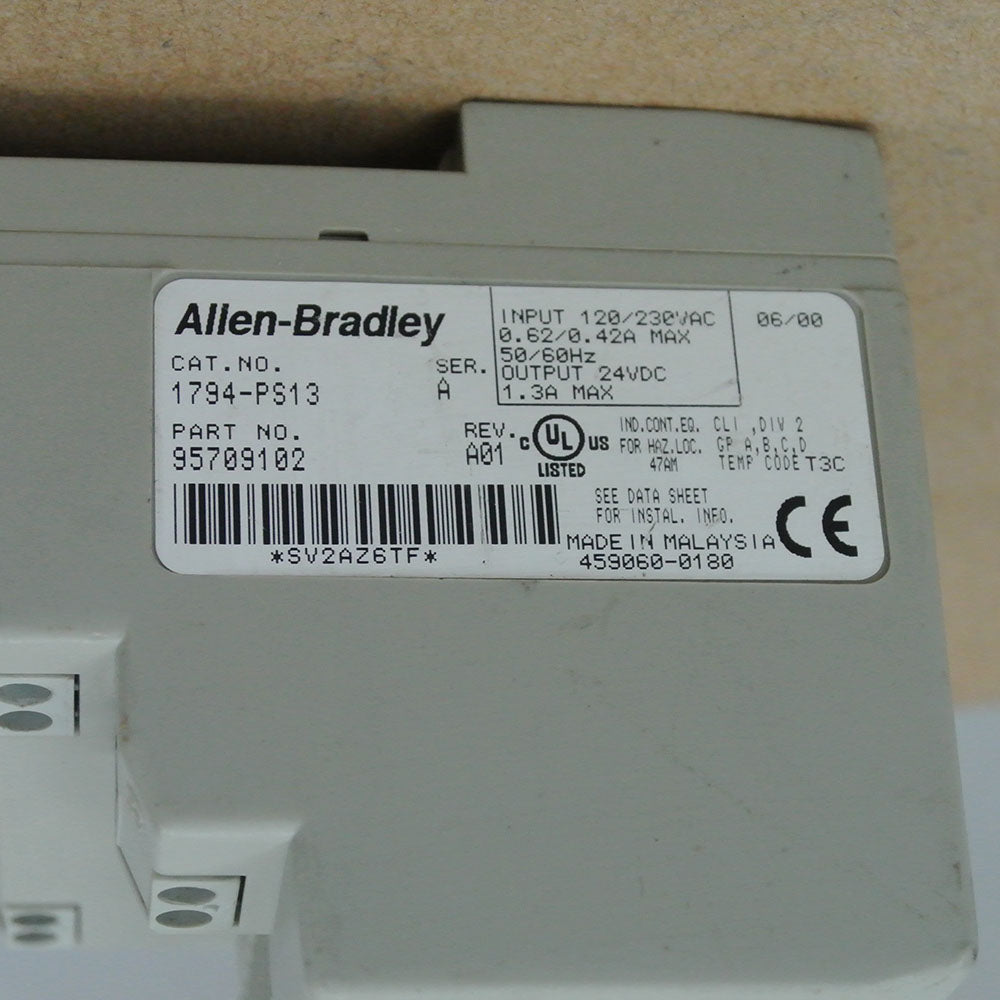 Allen-Bradley
CAT.NO. SER.
1794-PS13 A
PART NO. REV.
95709102 A01
INPUT 120/230VAC
0.62/0.42A MAX
50/60Hz
OUTPUT 24VDC
1.3A MAX
06/00
C UL US
LISTED
IND.CONT.EQ. CL I ,DIV 2
FOR HAZ.LOC. GP A,B,C,D
47AM TEMP CODE T3C
SEE DATA SHEET
FOR INSTAL. INFO.
CE
MADE IN MALAYSIA
459060-0180
*SV2AZ6TF*